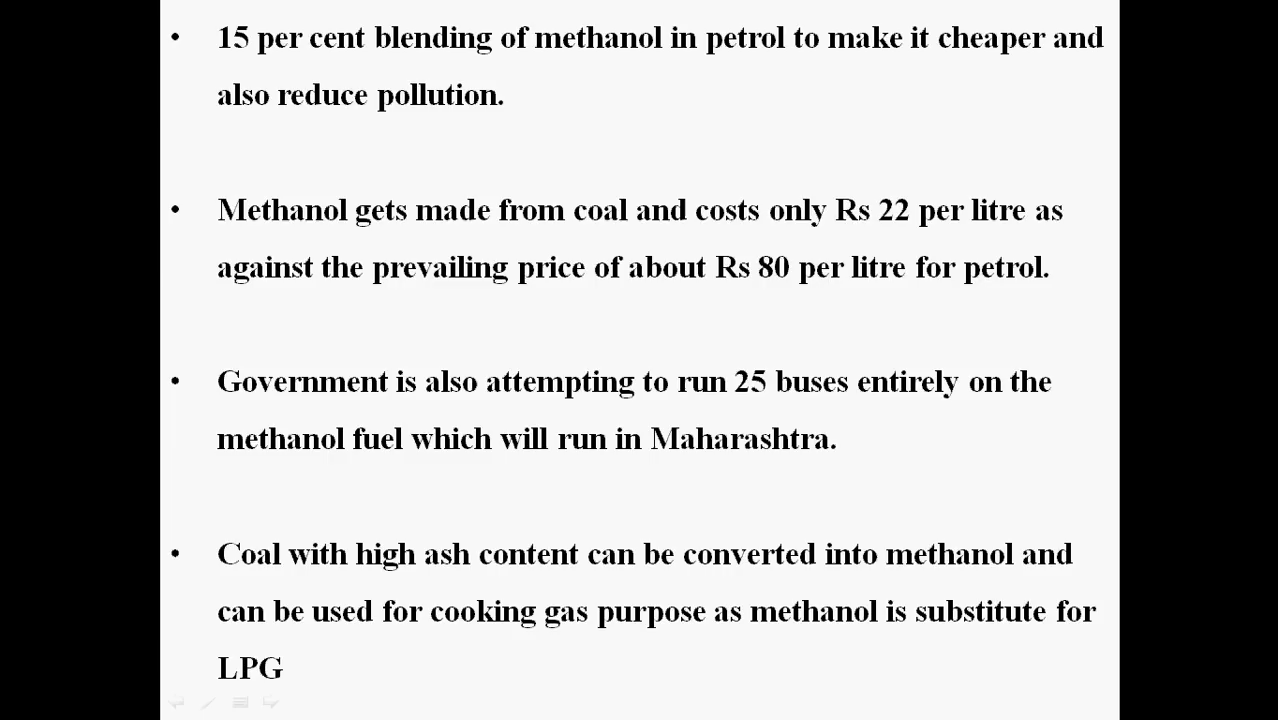 • 15 per cent blending of methanol in petrol to make it cheaper and
also reduce pollution.
• Methanol gets made from coal and costs only Rs 22 per litre as
against the prevailing price of about Rs 80 per litre for petrol.
• Government is also attempting to run 25 buses entirely on the
methanol fuel which will run in Maharashtra.
• Coal with high ash content can be converted into methanol and
can be used for cooking gas purpose as methanol is substitute for
LPG